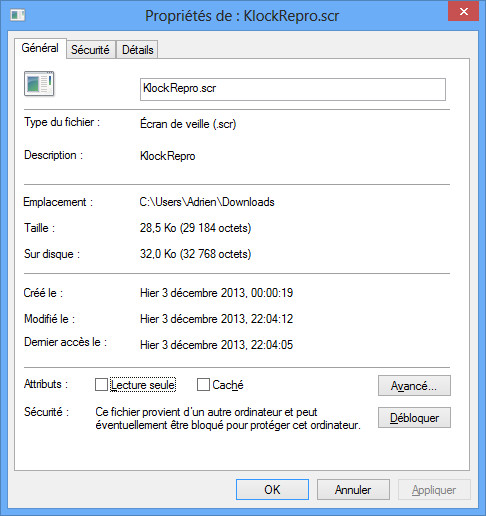 Propriétés de : KlockRepro.scr
Général Sécurité Détails
KlockRepro.scr
Type du fichier : Écran de veille (.scr)
Description : KlockRepro
Emplacement : C:\Users\Adrien\Downloads
Taille : 28,5 Ko (29 184 octets)
Sur disque : 32,0 Ko (32 768 octets)
Créé le : Hier 3 décembre 2013, 00:00:19
Modifié le : Hier 3 décembre 2013, 22:04:12
Dernier accès le : Hier 3 décembre 2013, 22:04:05
Attributs : Lecture seule Caché Avancé...
Sécurité : Ce fichier provient d'un autre ordinateur et peut
éventuellement être bloqué pour protéger cet ordinateur.
Débloquer
OK Annuler Appliquer